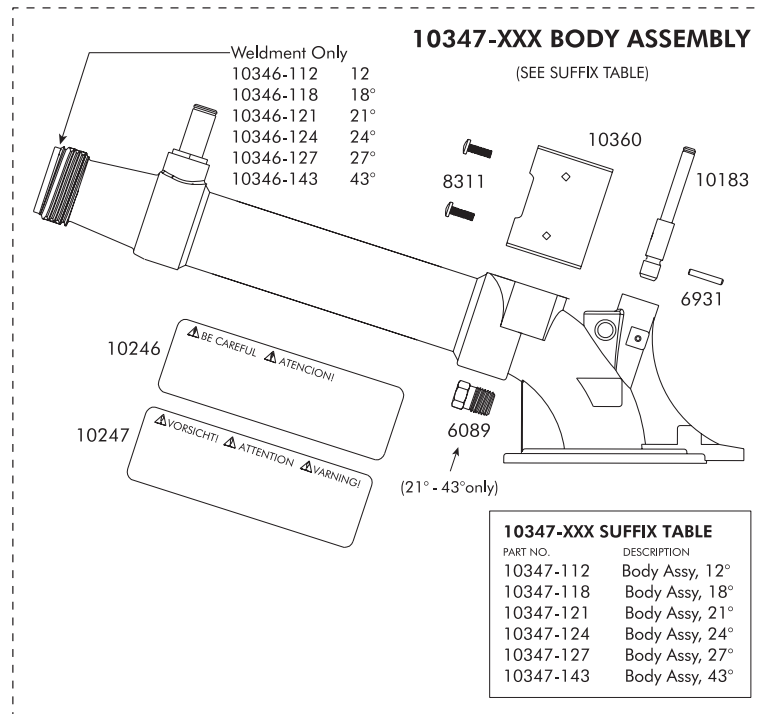 10347-XXX BODY ASSEMBLY
(SEE SUFFIX TABLE)
Weldment Only
10346-112 12
10346-118 18°
10346-121 21°
10346-124 24°
10346-127 27°
10346-143 43°
10360
8311
10183
6931
10246
⚠BE CAREFUL ⚠ATENCION!
10247
⚠VORSICHT! ⚠ATTENTION ⚠VARNING!
6089
(21° - 43°only)
10347-XXX SUFFIX TABLE
PART NO. DESCRIPTION
10347-112 Body Assy, 12°
10347-118 Body Assy, 18°
10347-121 Body Assy, 21°
10347-124 Body Assy, 24°
10347-127 Body Assy, 27°
10347-143 Body Assy, 43°